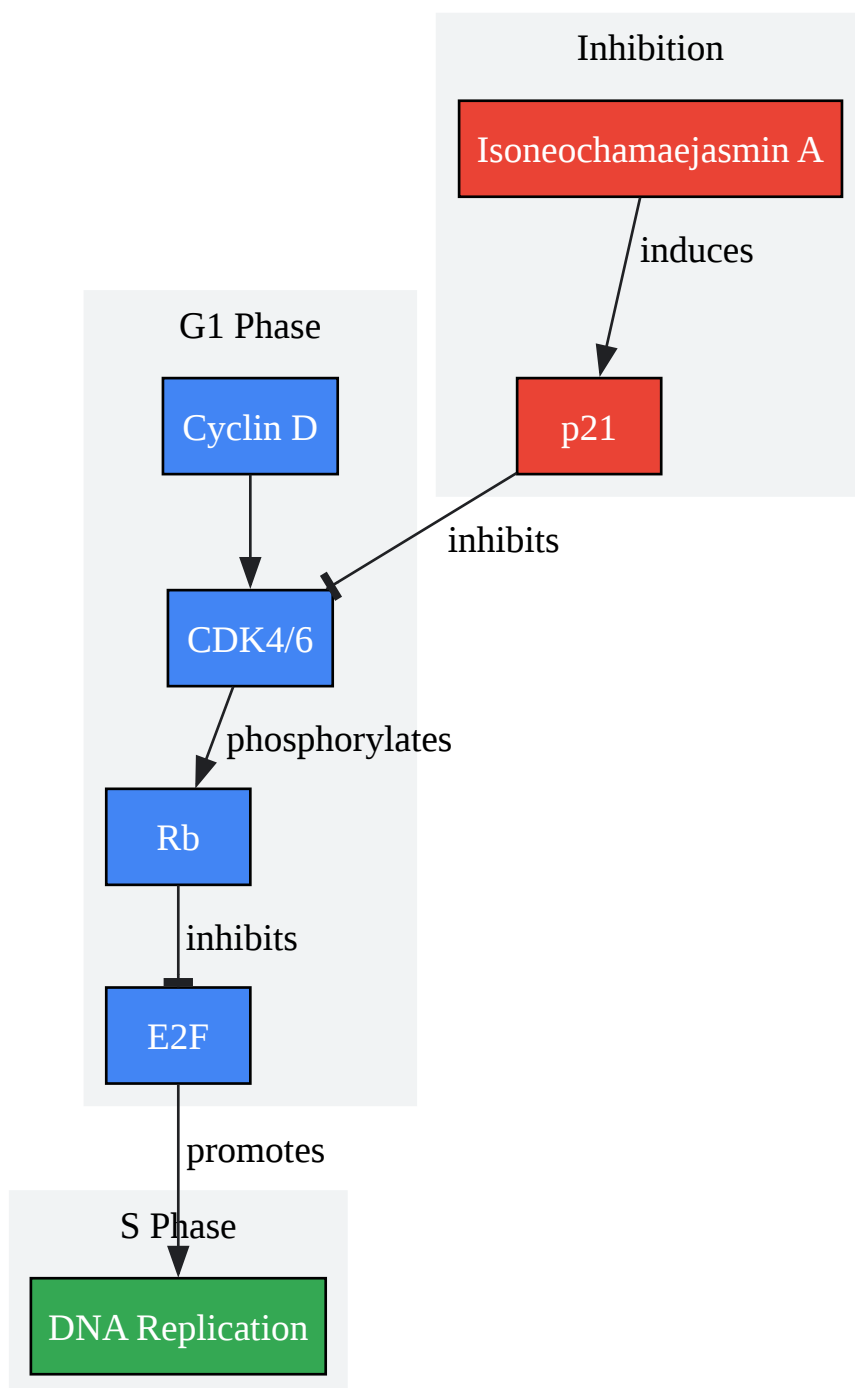 Inhibition
Isoneochamaejasmin A
induces
G1 Phase
Cyclin D
p21
inhibits
CDK4/6
phosphorylates
Rb
inhibits
E2F
promotes
S Phase
DNA Replication